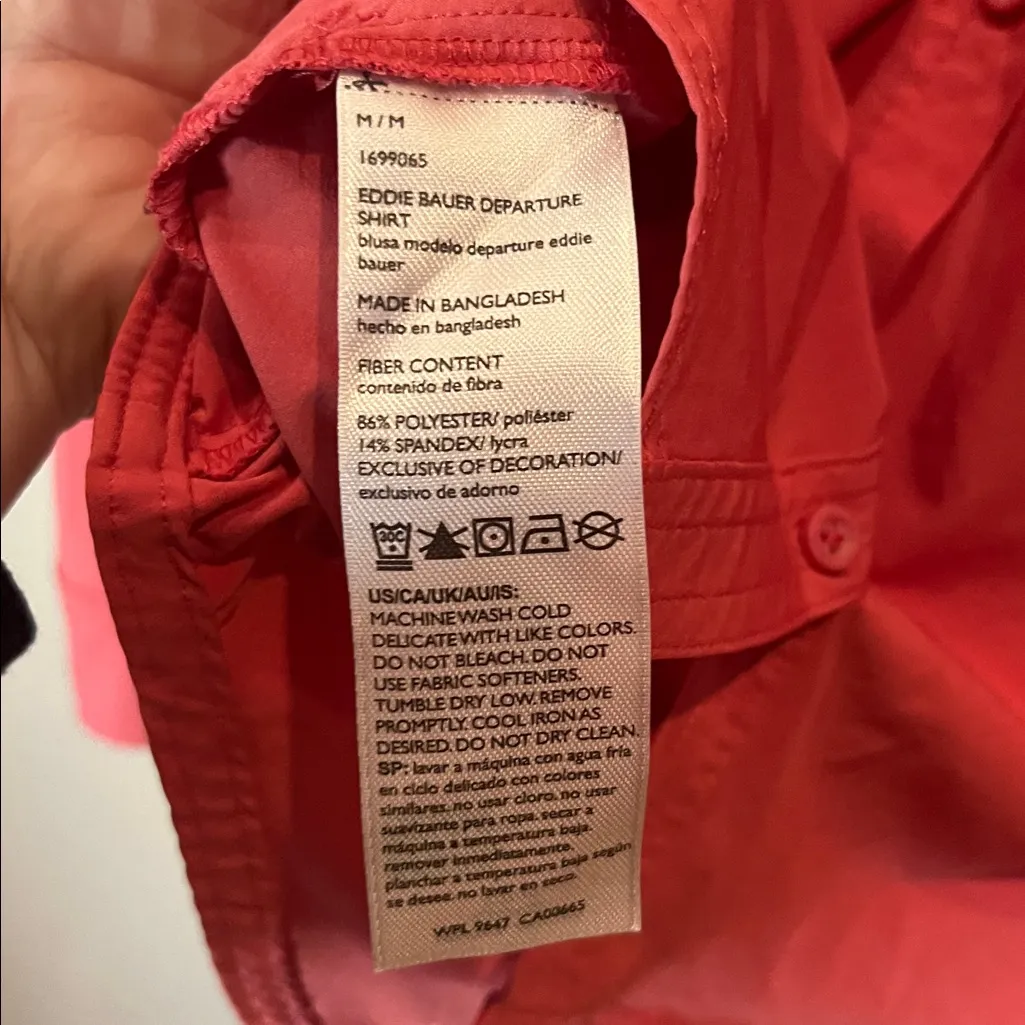 M / M
1699065
EDDIE BAUER DEPARTURE
SHIRT
blusa modelo departure eddie
bauer
MADE IN BANGLADESH
hecho en bangladesh
FIBER CONTENT
contenido de fibra
86% POLYESTER/ poliéster
14% SPANDEX/ lycra
EXCLUSIVE OF DECORATION/
exclusivo de adorno
30C
US/CA/UK/AU/IS:
MACHINE WASH COLD
DELICATE WITH LIKE COLORS.
DO NOT BLEACH. DO NOT
USE FABRIC SOFTENERS.
TUMBLE DRY LOW. REMOVE
PROMPTLY. COOL IRON AS
DESIRED. DO NOT DRY CLEAN.
SP: lavar a máquina con agua fría
en ciclo delicado con colores
similares. no usar cloro. no usar
suavizante para ropa. secar a
máquina a temperatura baja.
remover inmediatamente.
planchar a temperatura baja según
se desee. no lavar en seco.
WPL 9647 CA00665